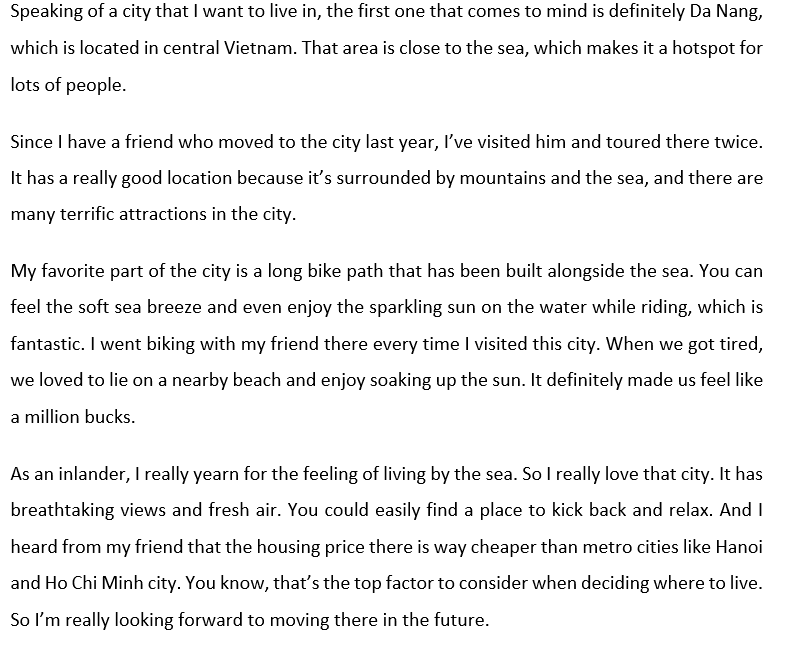 Speaking of a city that I want to live in, the first one that comes to mind is definitely Da Nang,
which is located in central Vietnam. That area is close to the sea, which makes it a hotspot for
lots of people.
Since I have a friend who moved to the city last year, I’ve visited him and toured there twice.
It has a really good location because it’s surrounded by mountains and the sea, and there are
many terrific attractions in the city.
My favorite part of the city is a long bike path that has been built alongside the sea. You can
feel the soft sea breeze and even enjoy the sparkling sun on the water while riding, which is
fantastic. I went biking with my friend there every time I visited this city. When we got tired,
we loved to lie on a nearby beach and enjoy soaking up the sun. It definitely made us feel like
a million bucks.
As an inlander, I really yearn for the feeling of living by the sea. So I really love that city. It has
breathtaking views and fresh air. You could easily find a place to kick back and relax. And I
heard from my friend that the housing price there is way cheaper than metro cities like Hanoi
and Ho Chi Minh city. You know, that’s the top factor to consider when deciding where to live.
So I’m really looking forward to moving there in the future.